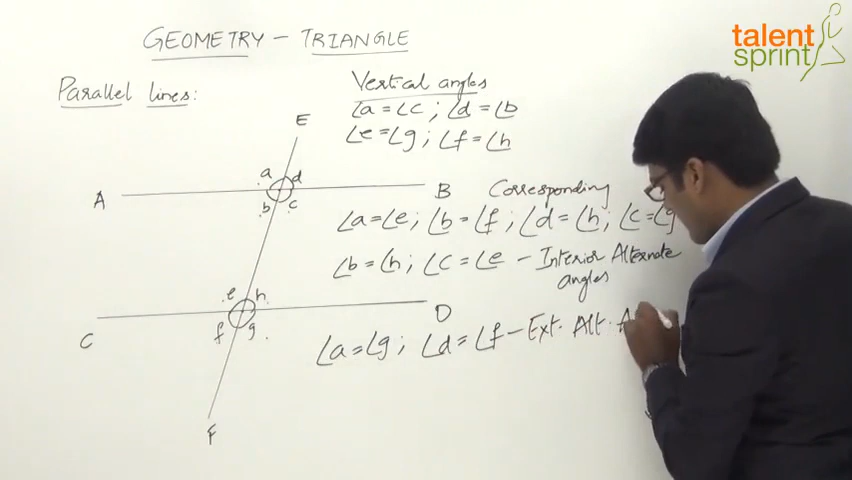 talent
sprint
GEOMETRY - TRIANGLE
Parallel lines:
Vertical angles
∠a = ∠c ; ∠d = ∠b
∠e = ∠g ; ∠f = ∠h
E
a d
A B
b c
Corresponding
∠a = ∠e ; ∠b = ∠f ; ∠d = ∠h ; ∠c = ∠g
∠b = ∠h ; ∠c = ∠e - Interior Alternate
angles
e h
C D
f g
∠a = ∠g ; ∠d = ∠f - Ext. Alt. A
F